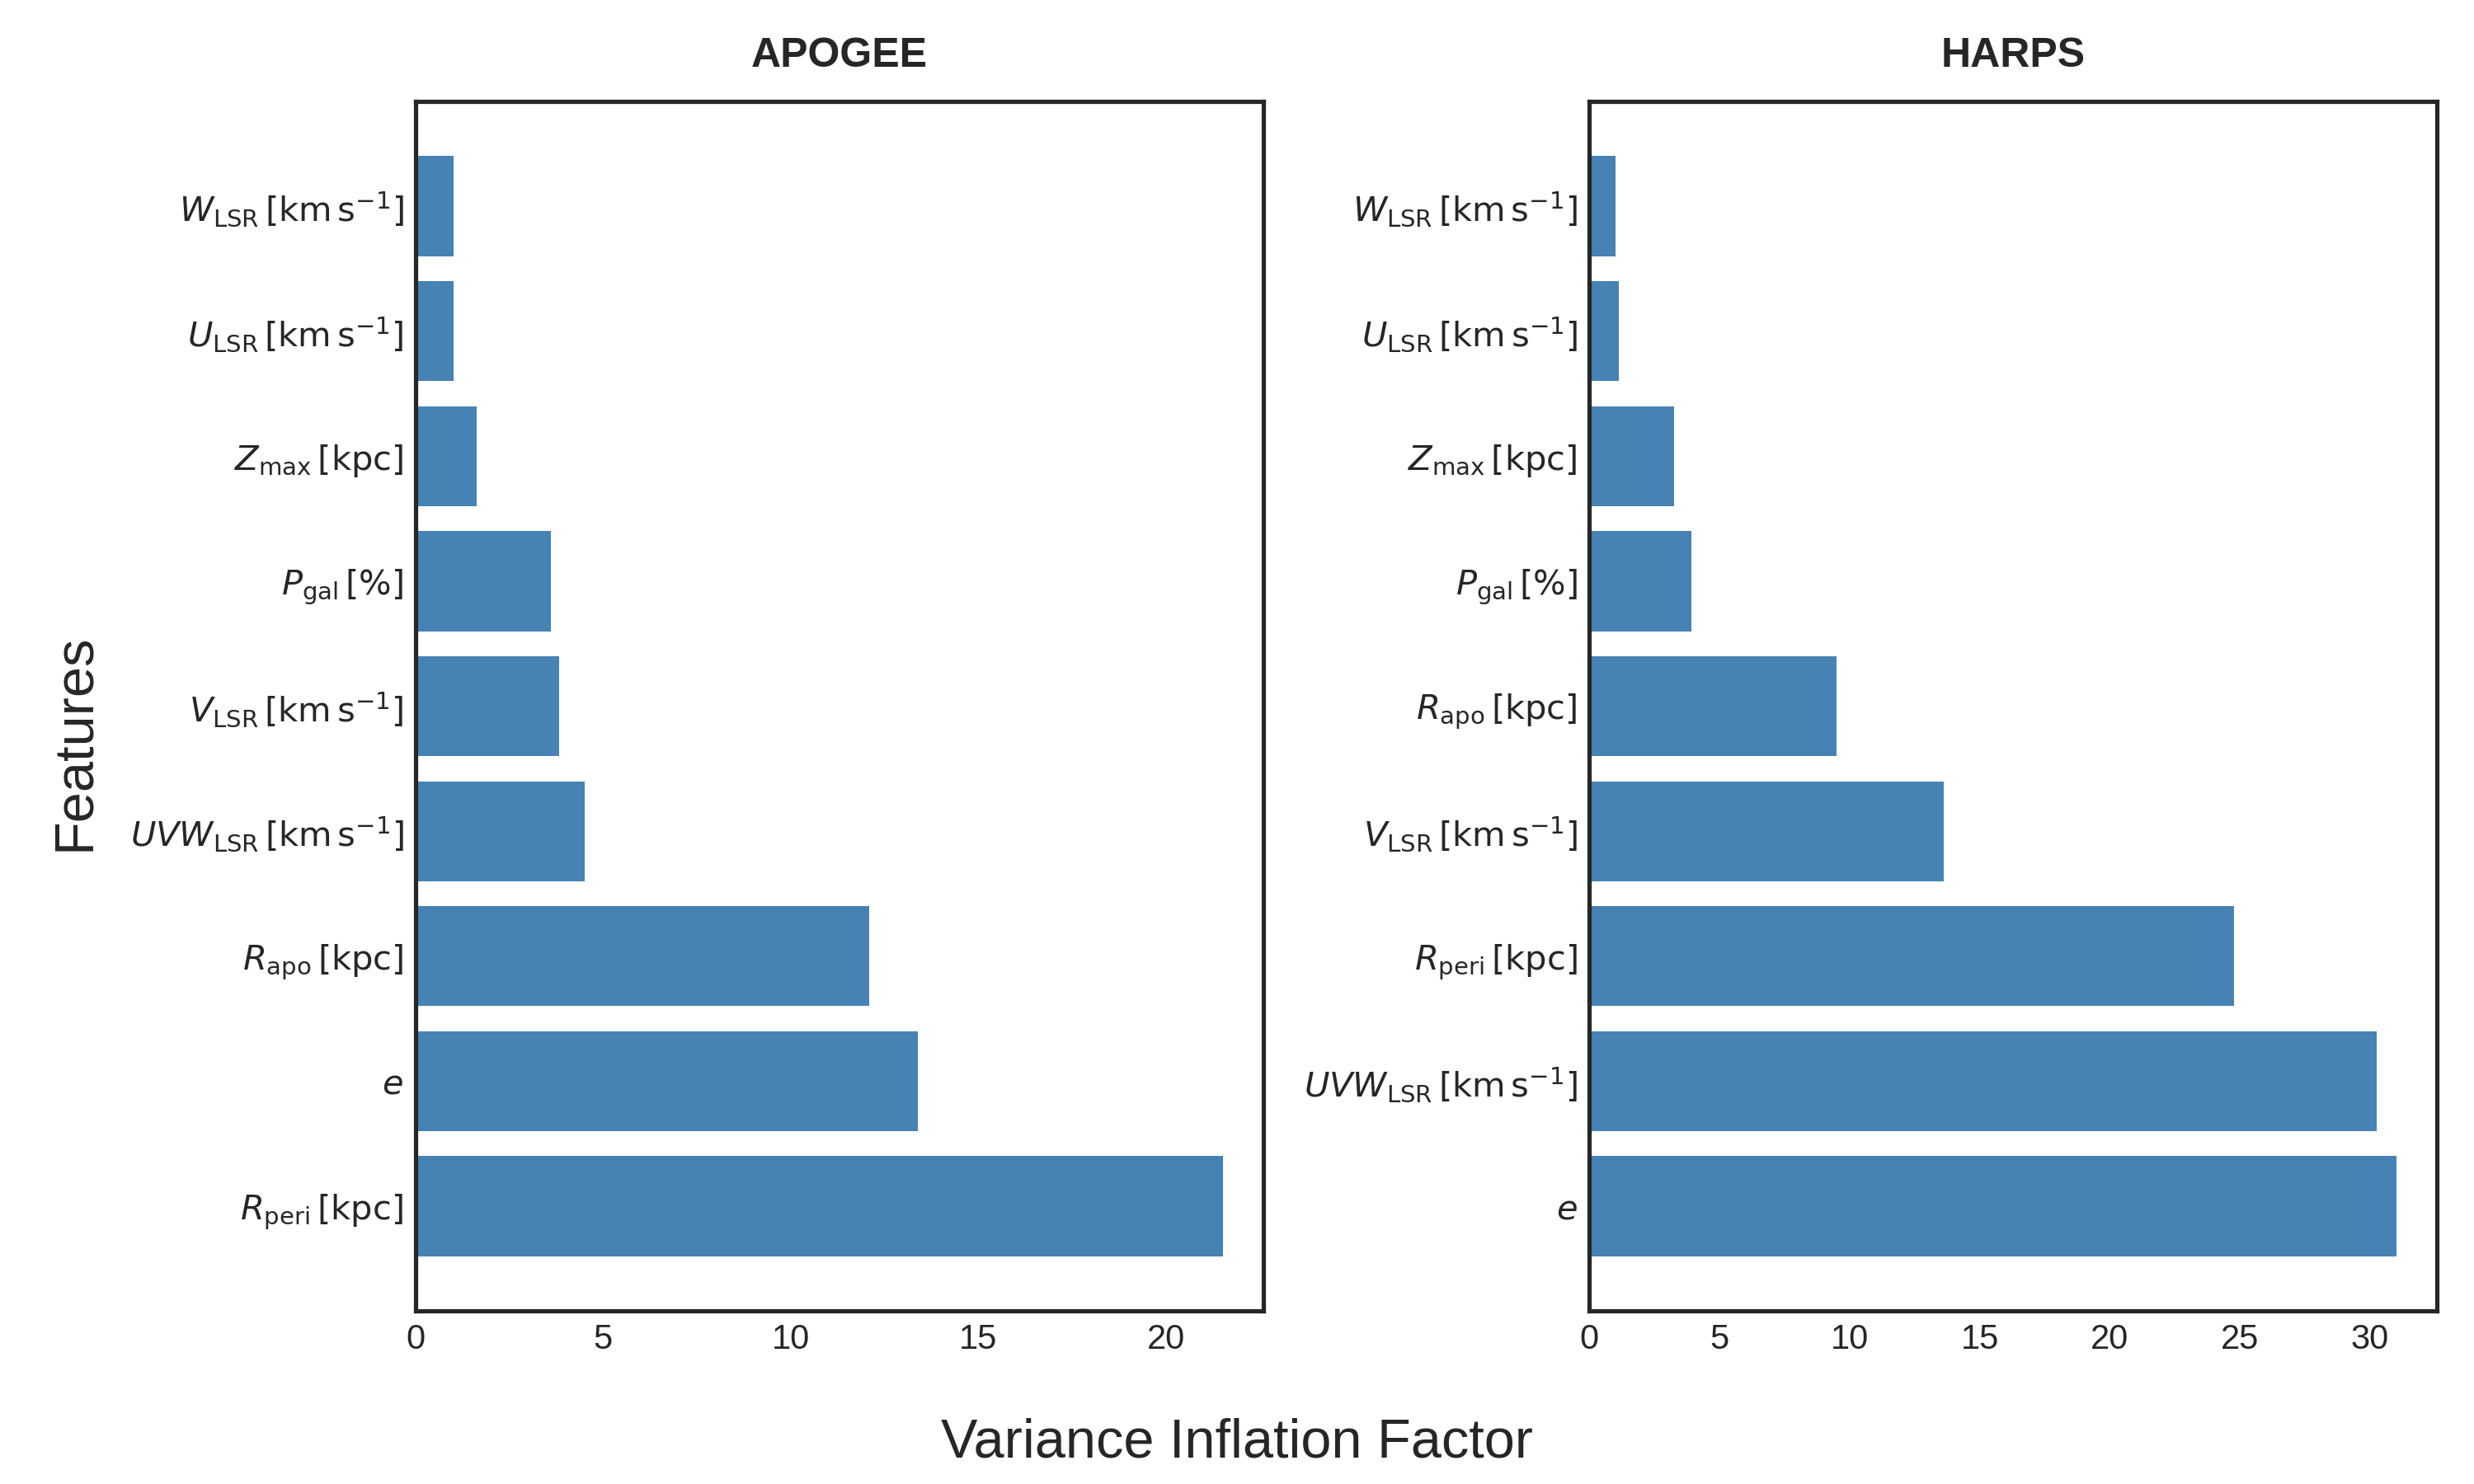 APOGEE
HARPS
Features
W_LSR [km s⁻¹]
U_LSR [km s⁻¹]
Z_max [kpc]
P_gal [%]
V_LSR [km s⁻¹]
UVW_LSR [km s⁻¹]
R_apo [kpc]
e
R_peri [kpc]
0 5 10 15 20
W_LSR [km s⁻¹]
U_LSR [km s⁻¹]
Z_max [kpc]
P_gal [%]
R_apo [kpc]
V_LSR [km s⁻¹]
R_peri [kpc]
UVW_LSR [km s⁻¹]
e
0 5 10 15 20 25 30
Variance Inflation Factor